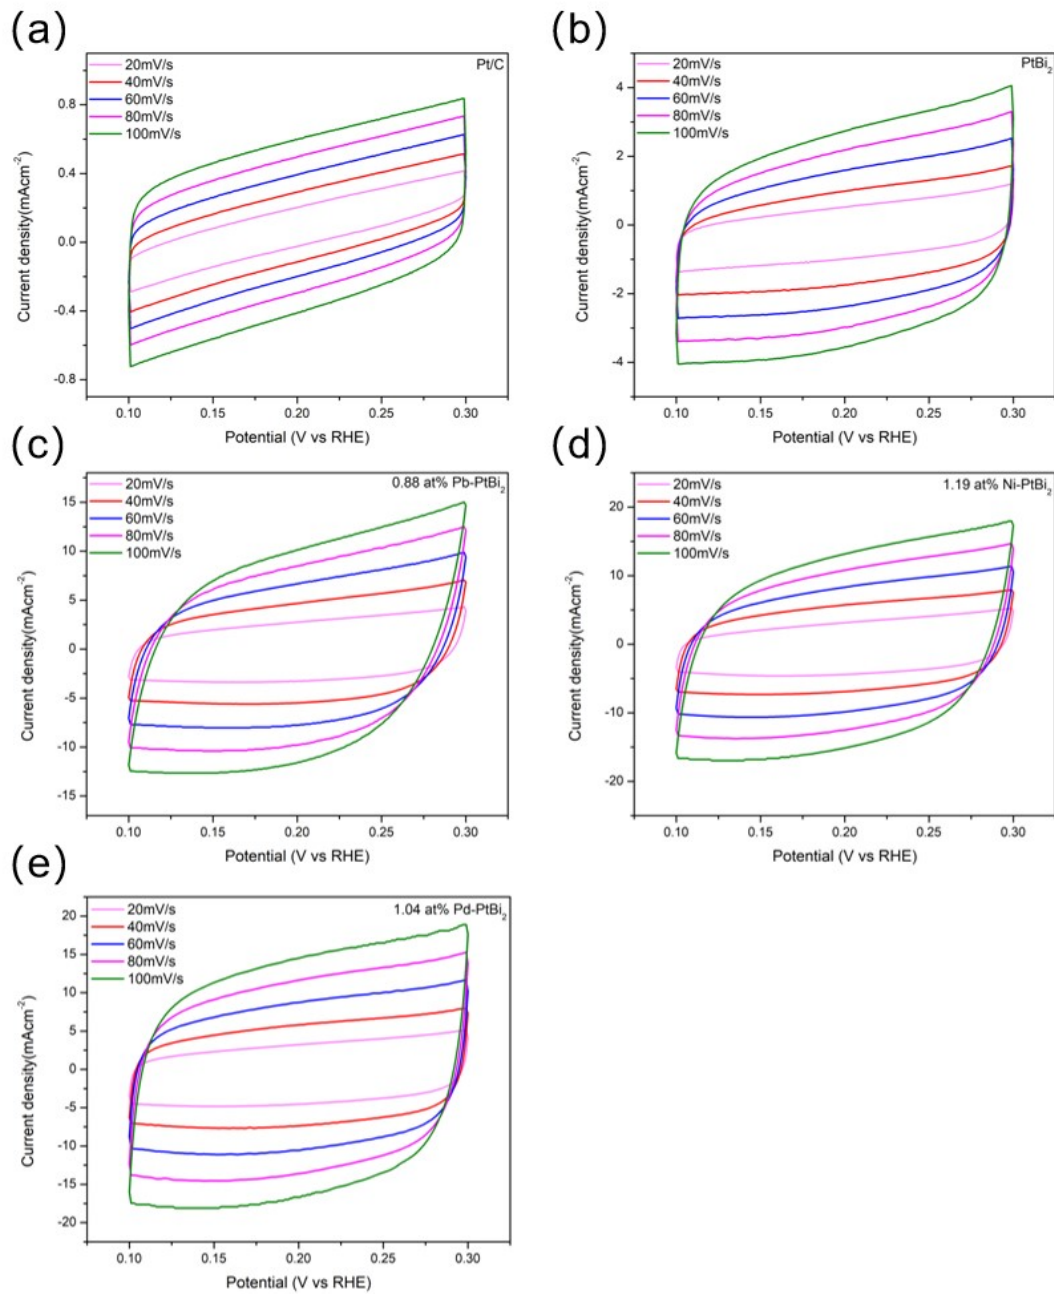 (a)
20mV/s
40mV/s
60mV/s
80mV/s
100mV/s
Pt/C
0.8
0.4
0.0
-0.4
-0.8
Current density(mAcm⁻²)
0.10 0.15 0.20 0.25 0.30
Potential (V vs RHE)
(b)
20mV/s
40mV/s
60mV/s
80mV/s
100mV/s
PtBi₂
4
2
0
-2
-4
Current density(mAcm⁻²)
0.10 0.15 0.20 0.25 0.30
Potential (V vs RHE)
(c)
20mV/s
40mV/s
60mV/s
80mV/s
100mV/s
0.88 at% Pb-PtBi₂
15
10
5
0
-5
-10
-15
Current density(mAcm⁻²)
0.10 0.15 0.20 0.25 0.30
Potential (V vs RHE)
(d)
20mV/s
40mV/s
60mV/s
80mV/s
100mV/s
1.19 at% Ni-PtBi₂
20
10
0
-10
-20
Current density(mAcm⁻²)
0.10 0.15 0.20 0.25 0.30
Potential (V vs RHE)
(e)
20mV/s
40mV/s
60mV/s
80mV/s
100mV/s
1.04 at% Pd-PtBi₂
20
15
10
5
0
-5
-10
-15
-20
Current density(mAcm⁻²)
0.10 0.15 0.20 0.25 0.30
Potential (V vs RHE)